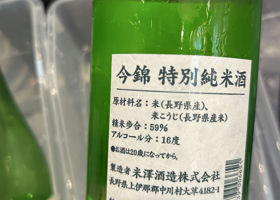 今錦 特別純米酒
原材料名：米(長野県産)、
米こうじ(長野県産米)
精米歩合：59%
アルコール分：16度
●お酒は20歳になってから。
製造者 米澤酒造株式会社
長野県上伊那郡中川村大草4182-1